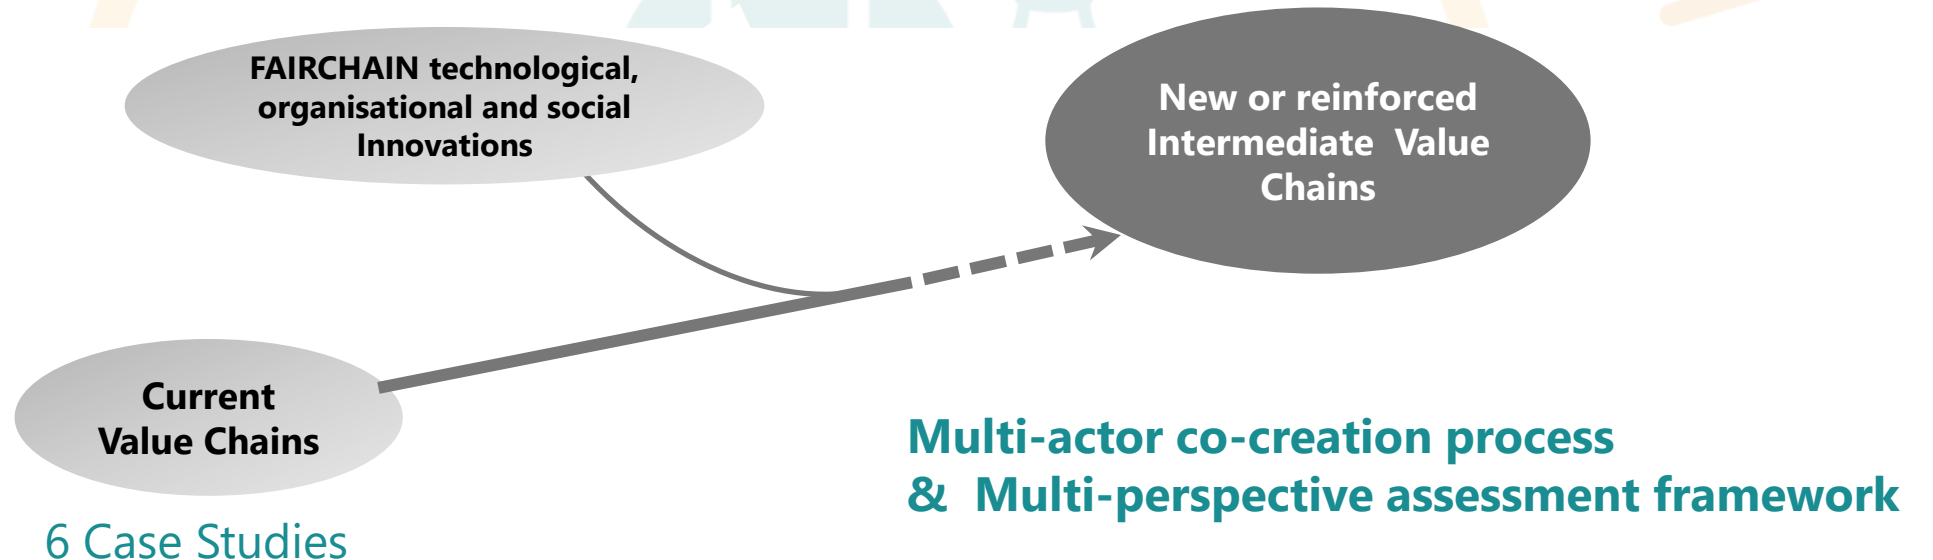 FAIRCHAIN technological,
organisational and social
Innovations
New or reinforced
Intermediate Value
Chains
Current
Value Chains
6 Case Studies
Multi-actor co-creation process
& Multi-perspective assessment framework